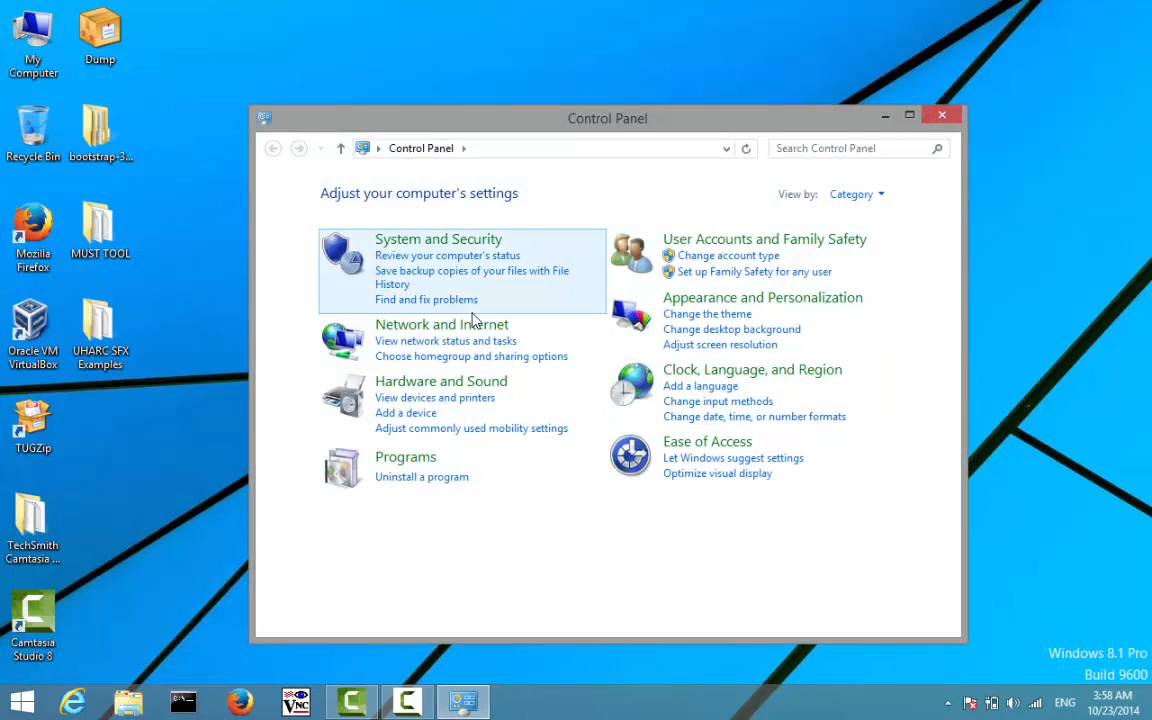 My
Computer
Dump
Recycle Bin
bootstrap-3...
Mozilla
Firefox
MUST TOOL
Oracle VM
VirtualBox
UHARC SFX
Examples
TUGZip
TechSmith
Camtasia ...
Camtasia
Studio 8
Control Panel
Control Panel
Search Control Panel
Adjust your computer's settings
View by: Category
System and Security
Review your computer's status
Save backup copies of your files with File
History
Find and fix problems
Network and Internet
View network status and tasks
Choose homegroup and sharing options
Hardware and Sound
View devices and printers
Add a device
Adjust commonly used mobility settings
Programs
Uninstall a program
User Accounts and Family Safety
Change account type
Set up Family Safety for any user
Appearance and Personalization
Change the theme
Change desktop background
Adjust screen resolution
Clock, Language, and Region
Add a language
Change input methods
Change date, time, or number formats
Ease of Access
Let Windows suggest settings
Optimize visual display
Windows 8.1 Pro
Build 9600
VNC
ENG
3:58 AM
10/23/2014